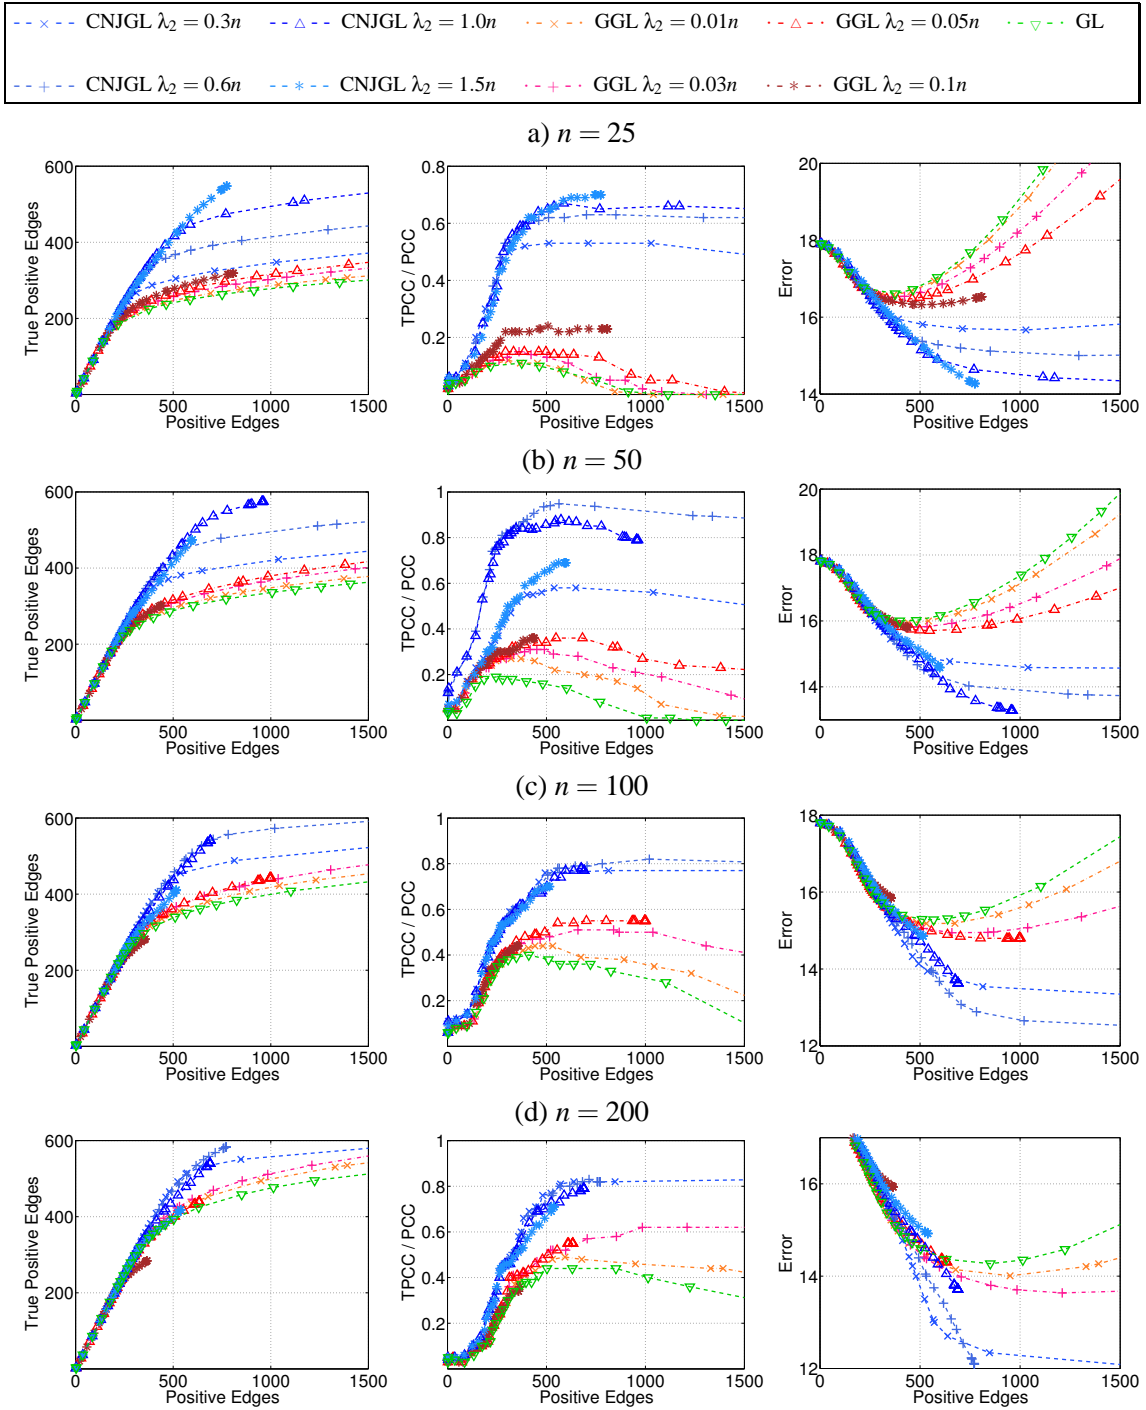 CNJGL λ₂ = 0.3n
CNJGL λ₂ = 1.0n
GGL λ₂ = 0.01n
GGL λ₂ = 0.05n
GL
CNJGL λ₂ = 0.6n
CNJGL λ₂ = 1.5n
GGL λ₂ = 0.03n
GGL λ₂ = 0.1n
a) n = 25
True Positive Edges
600
400
200
0
500
1000
1500
Positive Edges
TPCC / PCC
0.8
0.6
0.4
0.2
0
500
1000
1500
Positive Edges
Error
20
18
16
14
0
500
1000
1500
Positive Edges
(b) n = 50
True Positive Edges
600
400
200
0
500
1000
1500
Positive Edges
TPCC / PCC
1
0.8
0.6
0.4
0.2
0
500
1000
1500
Positive Edges
Error
20
18
16
14
0
500
1000
1500
Positive Edges
(c) n = 100
True Positive Edges
600
400
200
0
500
1000
1500
Positive Edges
TPCC / PCC
1
0.8
0.6
0.4
0.2
0
500
1000
1500
Positive Edges
Error
18
16
14
12
0
500
1000
1500
Positive Edges
(d) n = 200
True Positive Edges
600
400
200
0
500
1000
1500
Positive Edges
TPCC / PCC
1
0.8
0.6
0.4
0.2
0
500
1000
1500
Positive Edges
Error
16
14
12
0
500
1000
1500
Positive Edges